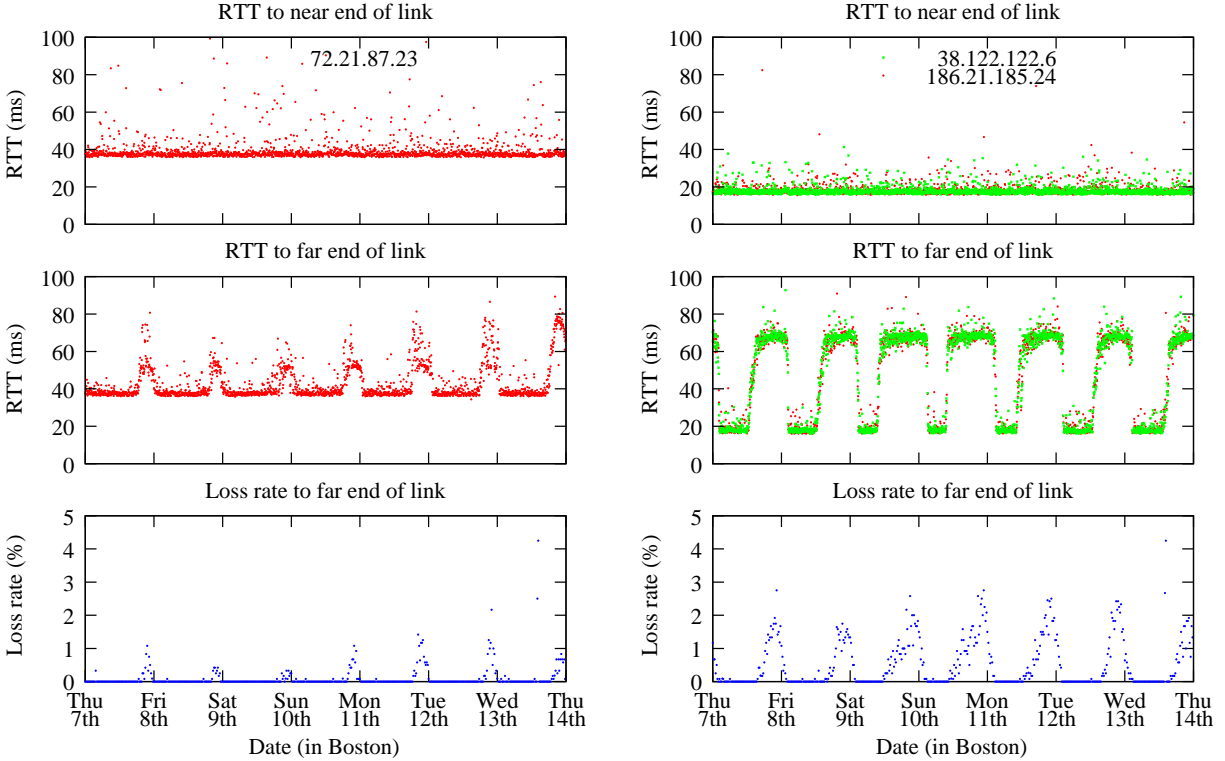 RTT to near end of link
RTT (ms)
100
80
60
40
20
0
72.21.87.23
RTT to far end of link
RTT (ms)
100
80
60
40
20
0
Loss rate to far end of link
Loss rate (%)
5
4
3
2
1
0
Thu Fri Sat Sun Mon Tue Wed Thu
7th 8th 9th 10th 11th 12th 13th 14th
Date (in Boston)
RTT to near end of link
RTT (ms)
100
80
60
40
20
0
38.122.122.6
186.21.185.24
RTT to far end of link
RTT (ms)
100
80
60
40
20
0
Loss rate to far end of link
Loss rate (%)
5
4
3
2
1
0
Thu Fri Sat Sun Mon Tue Wed Thu
7th 8th 9th 10th 11th 12th 13th 14th
Date (in Boston)